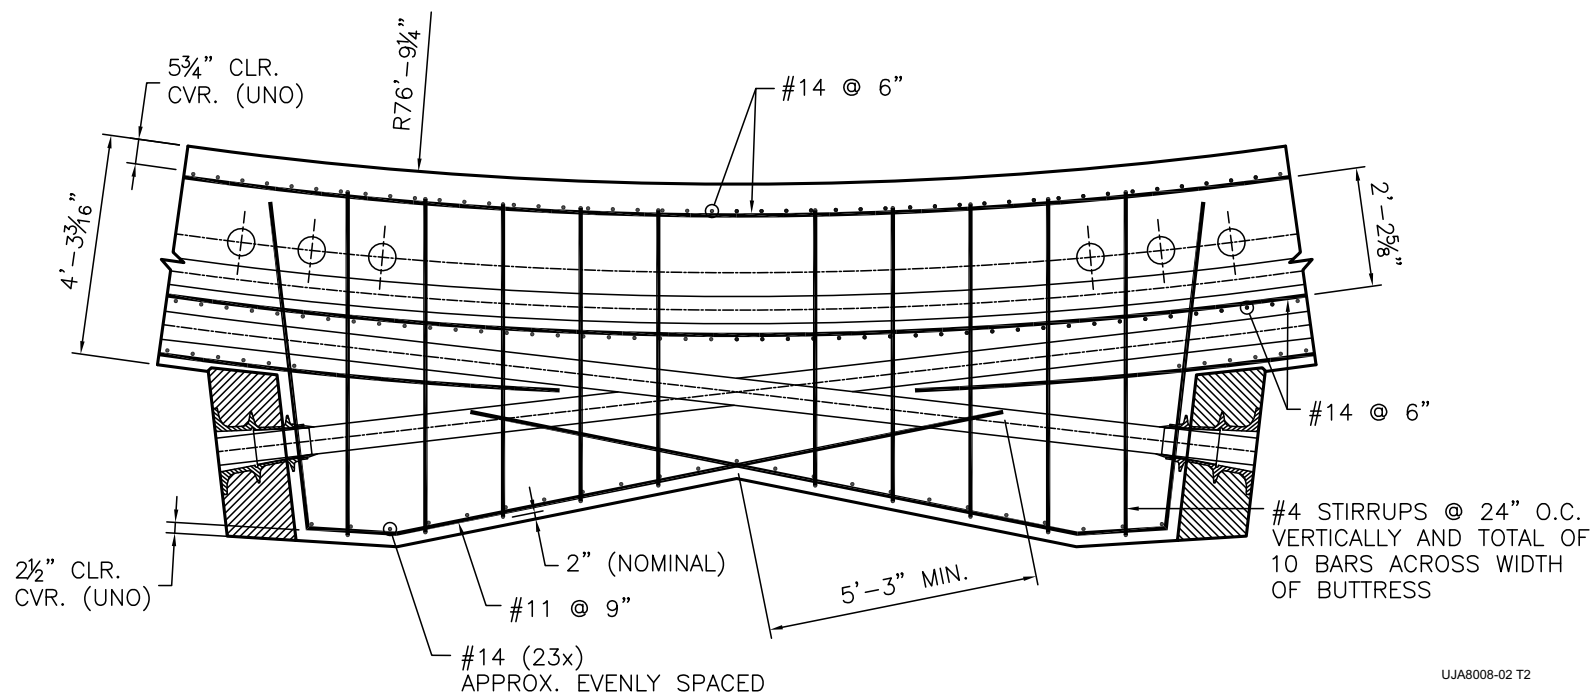 5¾" CLR.
CVR. (UNO)
R76'-9¼"
#14 @ 6"
4'-3³⁄₁₆"
2'-2⅝"
#14 @ 6"
#4 STIRRUPS @ 24" O.C.
VERTICALLY AND TOTAL OF
10 BARS ACROSS WIDTH
OF BUTTRESS
2½" CLR.
CVR. (UNO)
2" (NOMINAL)
5'-3" MIN.
#11 @ 9"
#14 (23x)
APPROX. EVENLY SPACED
UJA8008-02 T2